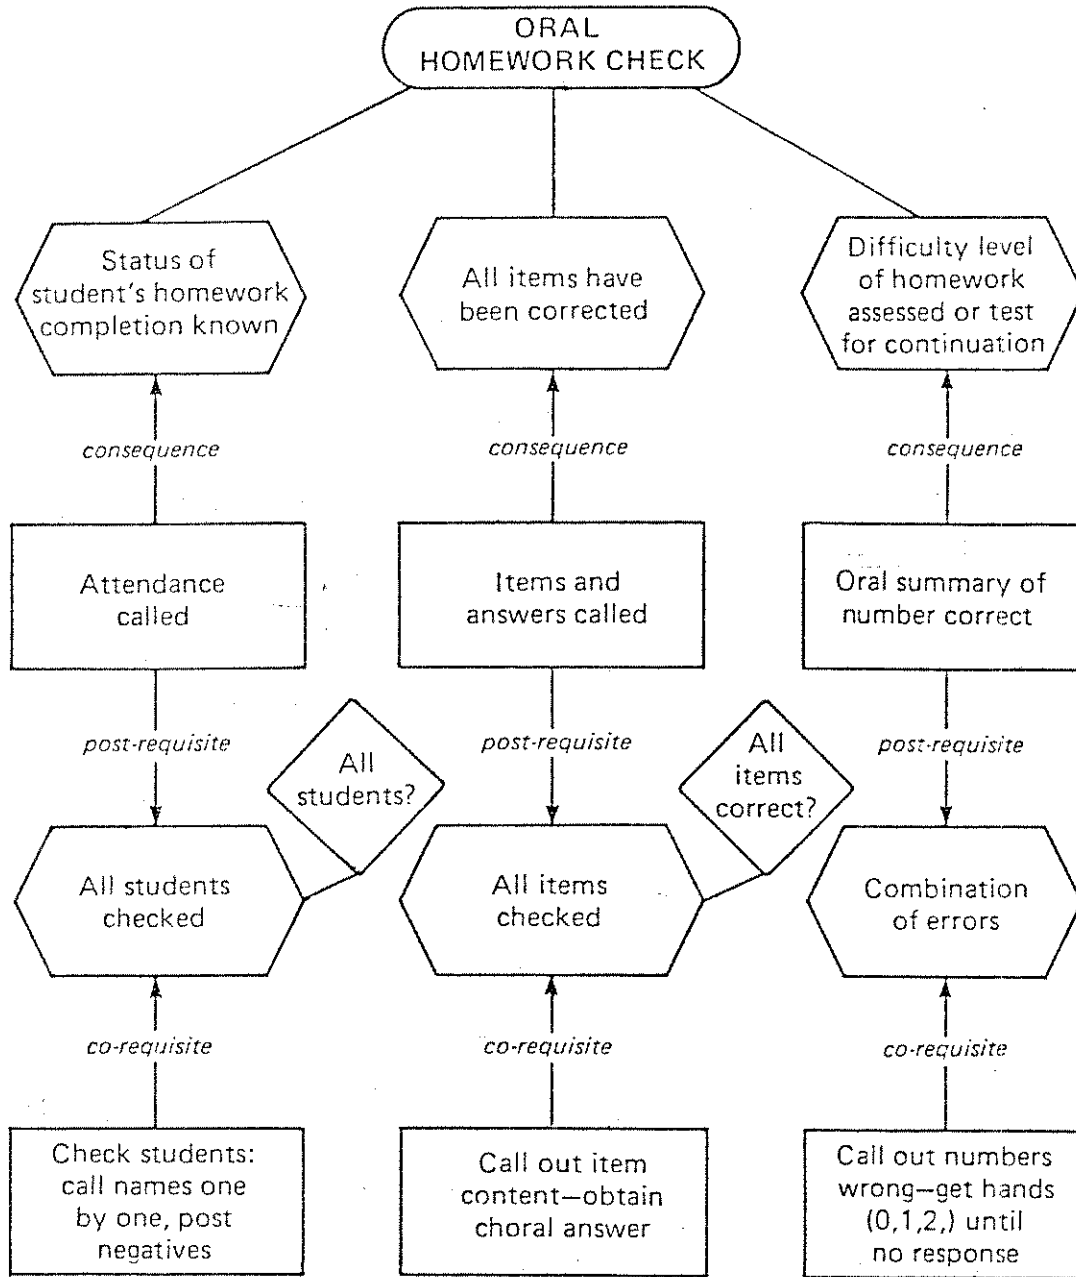 ORAL
HOMEWORK CHECK
Status of
student's homework
completion known
All items have
been corrected
Difficulty level
of homework
assessed or test
for continuation
consequence
consequence
consequence
Attendance
called
Items and
answers called
Oral summary of
number correct
post-requisite
post-requisite
post-requisite
All
students?
All
items
correct?
All students
checked
All items
checked
Combination
of errors
co-requisite
co-requisite
co-requisite
Check students:
call names one
by one, post
negatives
Call out item
content—obtain
choral answer
Call out numbers
wrong—get hands
(0,1,2,) until
no response